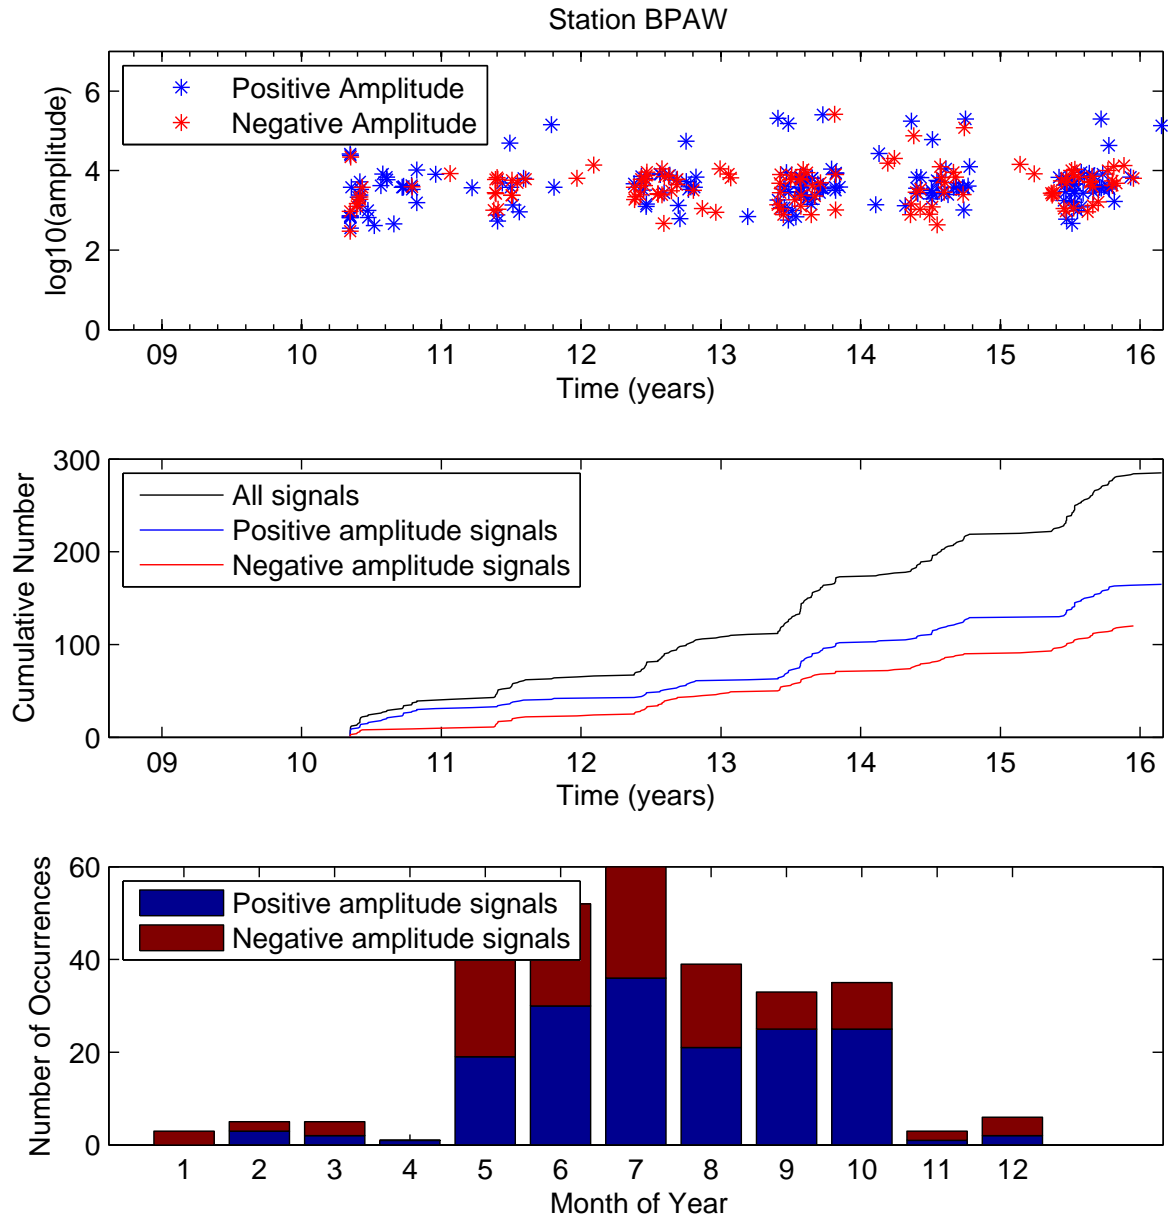 Station BPAW
log10(amplitude)
6
4
2
0
Positive Amplitude
Negative Amplitude
09 10 11 12 13 14 15 16
Time (years)
Cumulative Number
300
200
100
0
All signals
Positive amplitude signals
Negative amplitude signals
09 10 11 12 13 14 15 16
Time (years)
Number of Occurrences
60
40
20
0
Positive amplitude signals
Negative amplitude signals
1 2 3 4 5 6 7 8 9 10 11 12
Month of Year